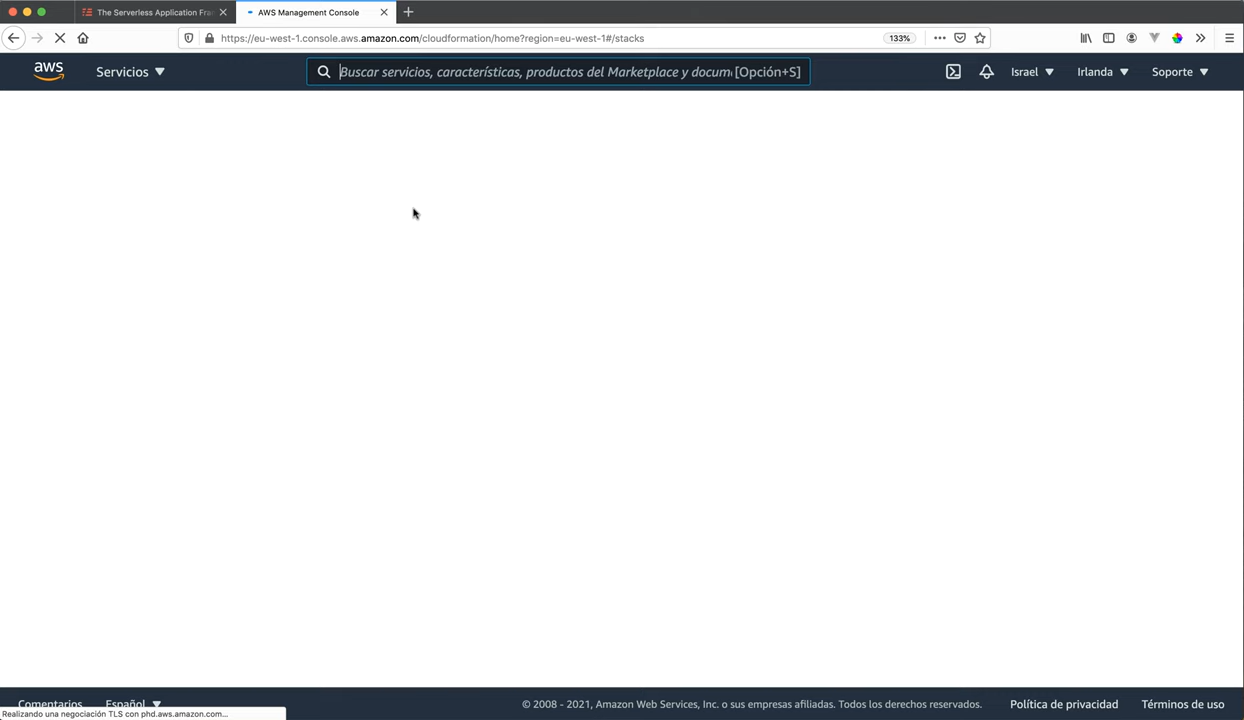 The Serverless Application Fra
AWS Management Console
https://eu-west-1.console.aws.amazon.com/cloudformation/home?region=eu-west-1#/stacks
133%
aws
Servicios
Buscar servicios, características, productos del Marketplace y docum [Opción+S]
Israel
Irlanda
Soporte
Comentarios
Español
© 2008 - 2021, Amazon Web Services, Inc. o sus empresas afiliadas. Todos los derechos reservados.
Política de privacidad
Términos de uso
Realizando una negociación TLS con phd.aws.amazon.com...